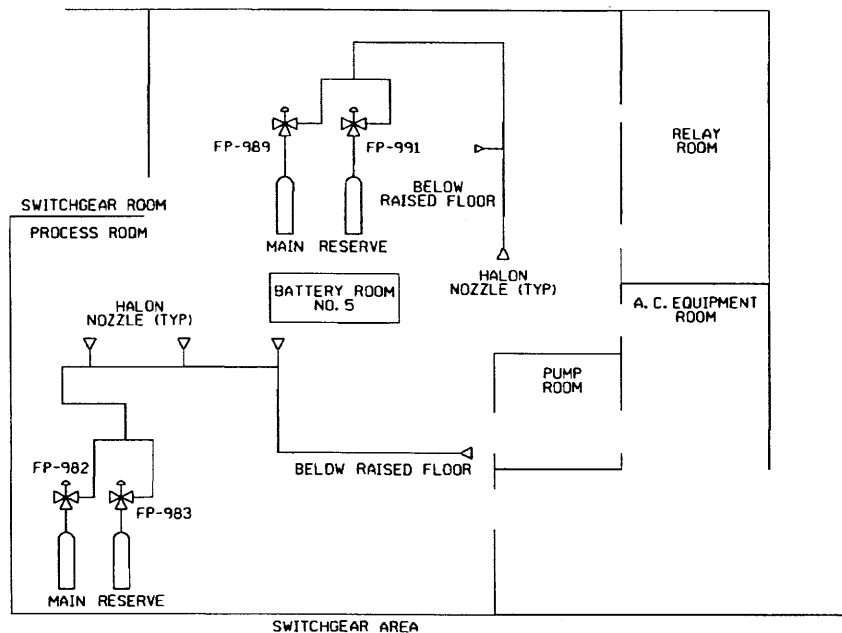 FP-989
FP-991
RELAY
ROOM
BELOW
RAISED FLOOR
SWITCHGEAR ROOM
PROCESS ROOM
MAIN RESERVE
HALON
NOZZLE (TYP)
BATTERY ROOM
NO. 5
A.C. EQUIPMENT
ROOM
HALON
NOZZLE (TYP)
PUMP
ROOM
FP-982
BELOW RAISED FLOOR
FP-983
MAIN RESERVE
SWITCHGEAR AREA